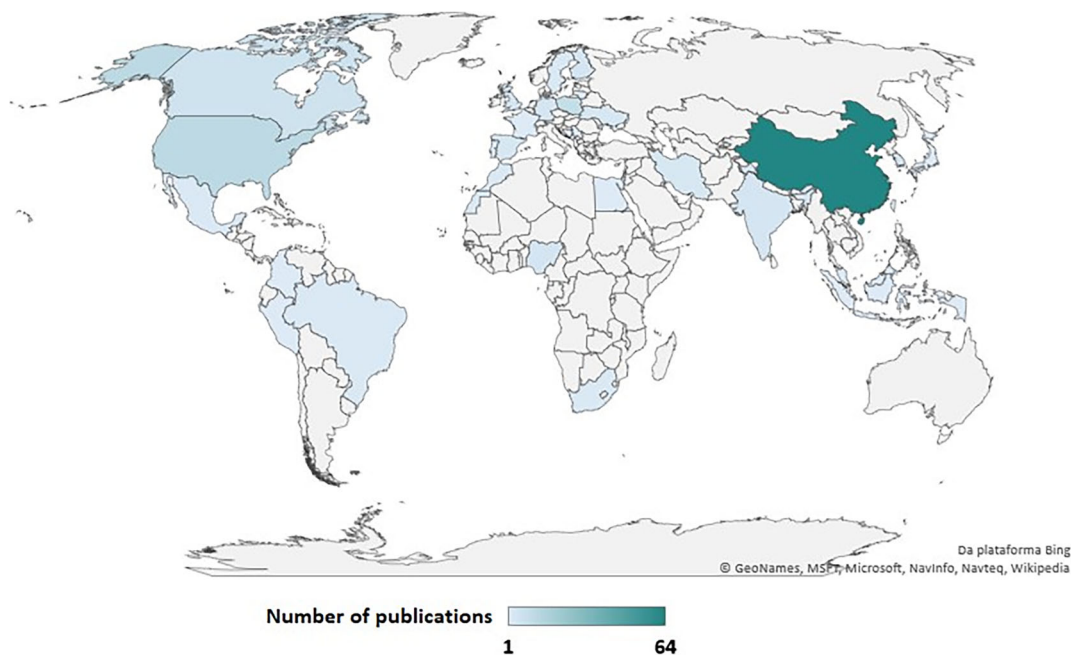 Da plataforma Bing
© GeoNames, MSFT, Microsoft, NavInfo, Navteq, Wikipedia
Number of publications
1
64